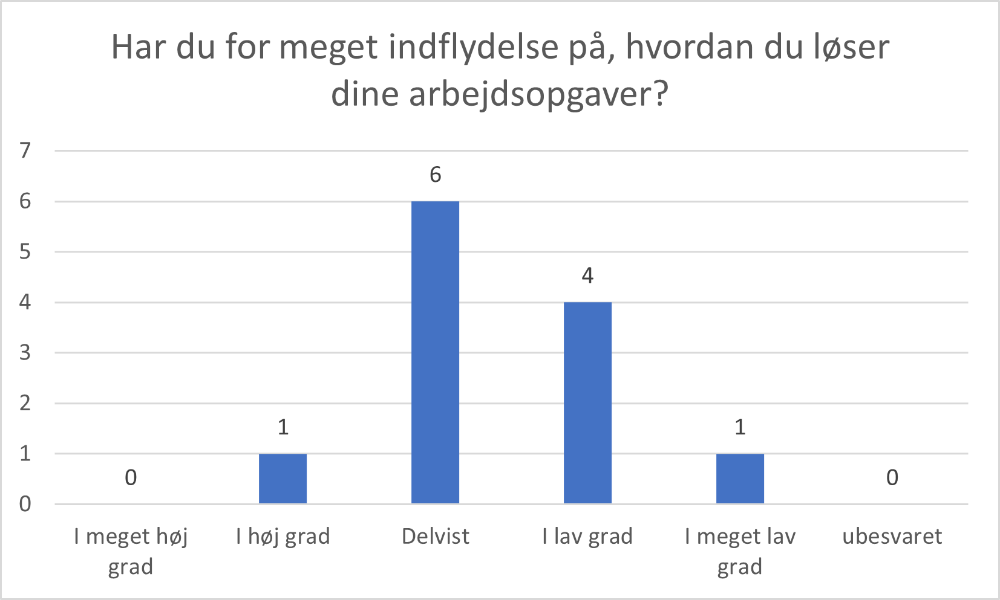 Har du for meget indflydelse på, hvordan du løser
dine arbejdsopgaver?
7
6
5
4
3
2
1
0
0
1
6
4
1
0
I meget høj
grad
I høj grad
Delvist
I lav grad
I meget lav
grad
ubesvaret